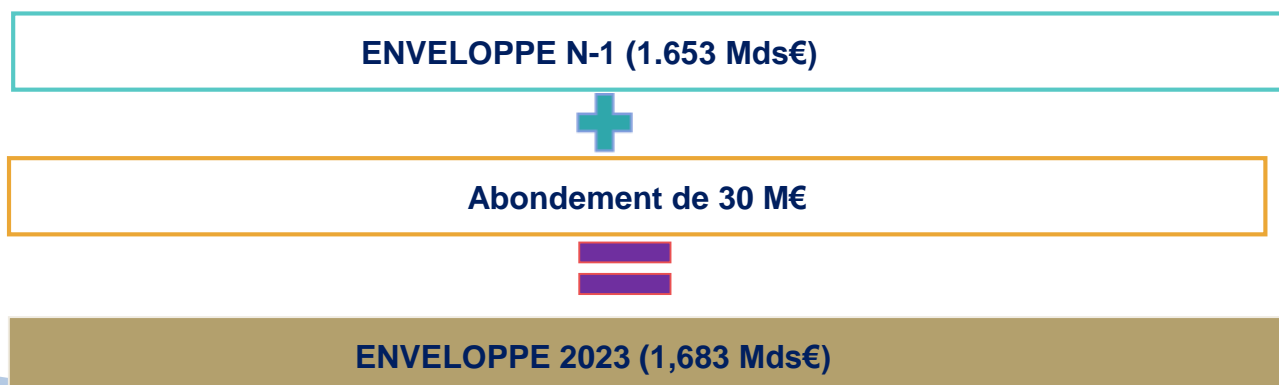 ENVELOPPE N-1 (1.653 Mds€)
Abondement de 30 M€
ENVELOPPE 2023 (1,683 Mds€)